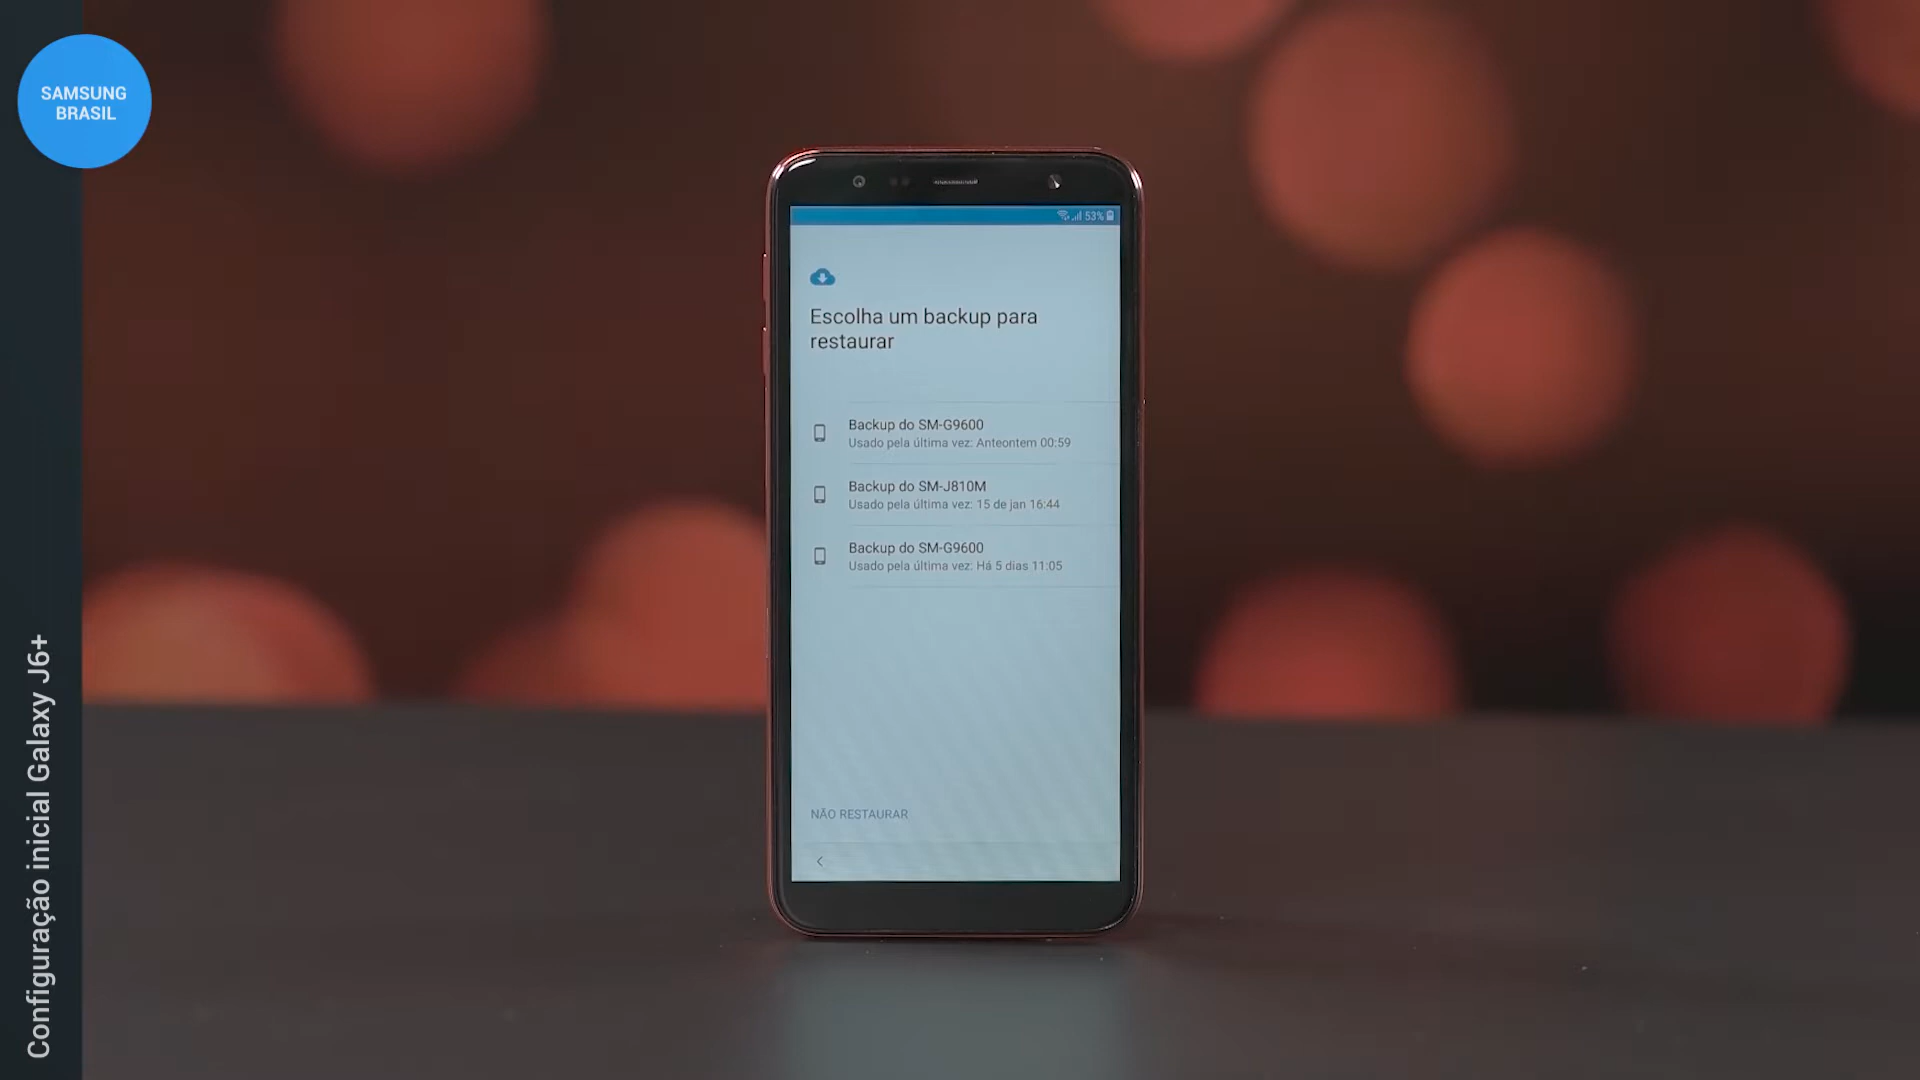 SAMSUNG
BRASIL
Configuração inicial Galaxy J6+
53%
Escolha um backup para
restaurar
Backup do SM-G9600
Usado pela última vez: Anteontem 00:59
Backup do SM-J810M
Usado pela última vez: 15 de jan 16:44
Backup do SM-G9600
Usado pela última vez: Há 5 dias 11:05
NÃO RESTAURAR